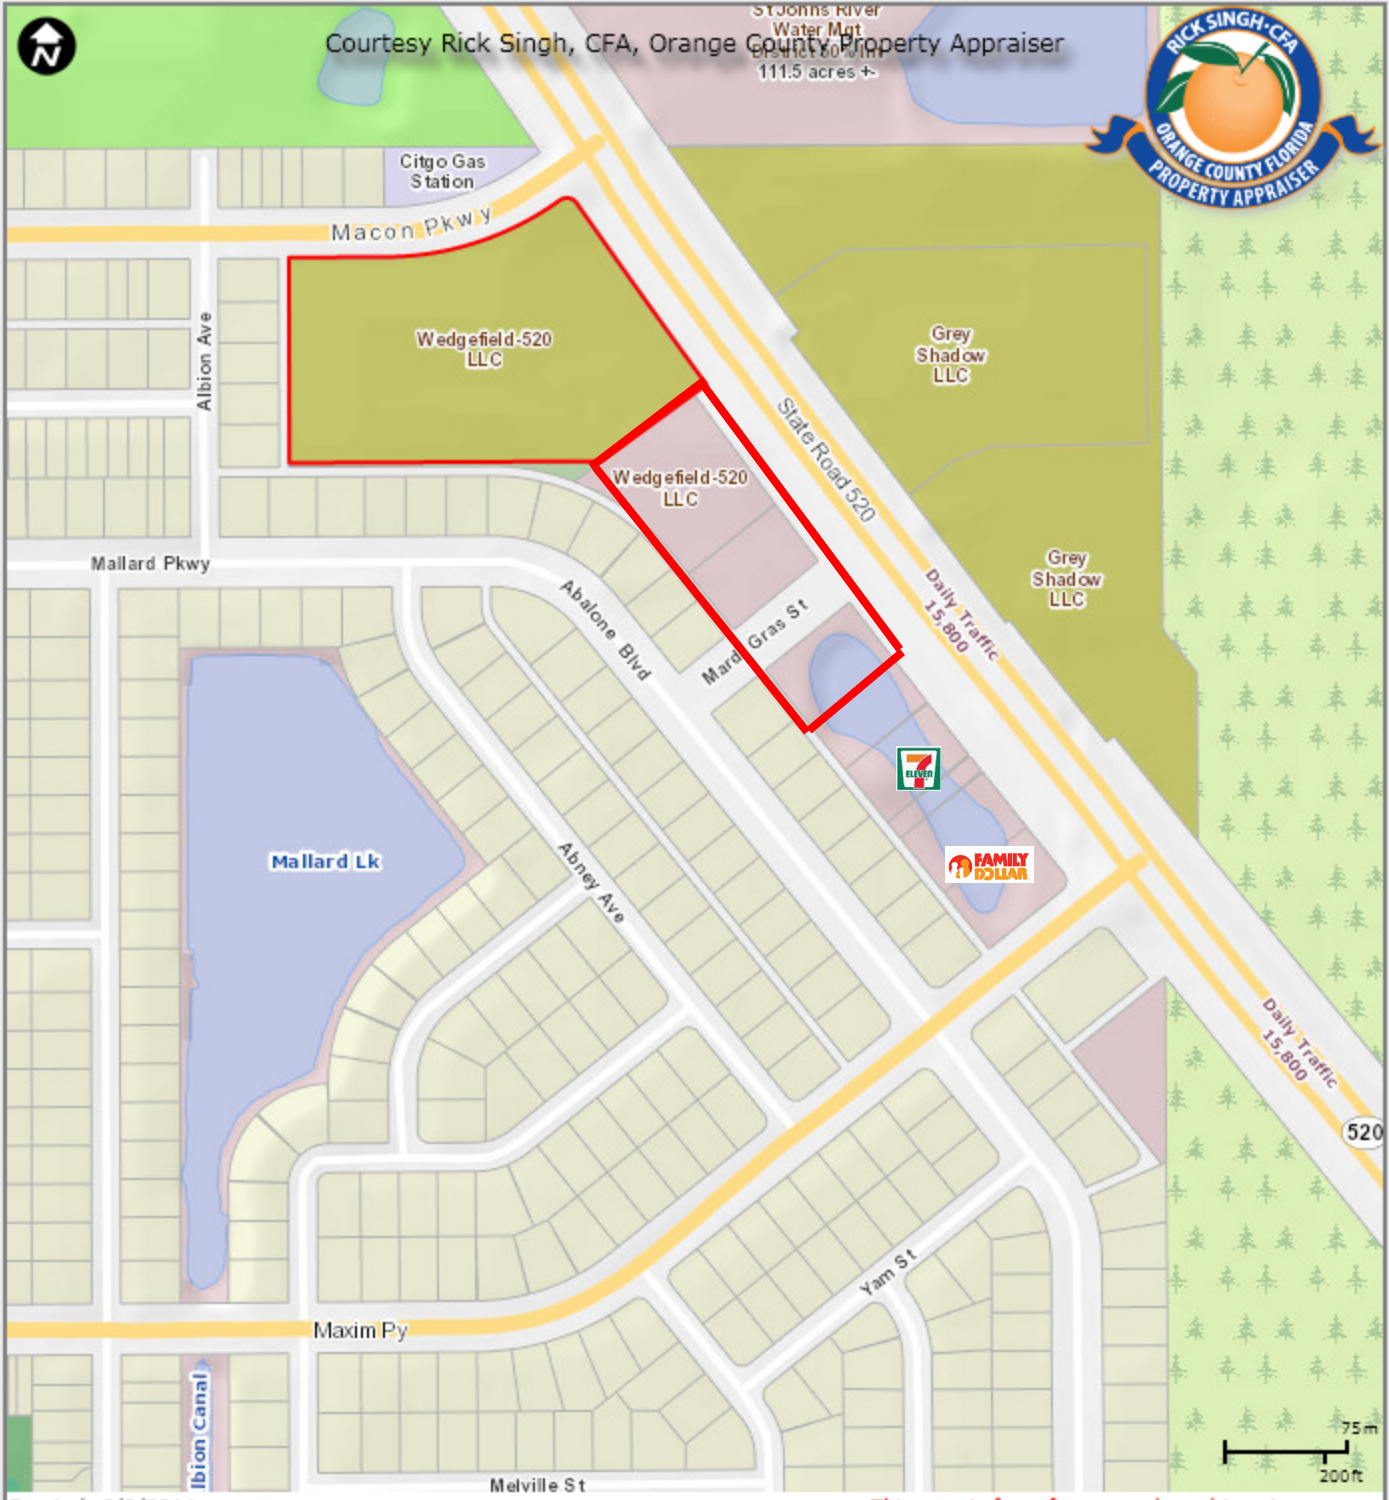 St Johns River
Water Mgt
111.5 acres +-
Courtesy Rick Singh, CFA, Orange County Property Appraiser
N
RICK SINGH·CFA
ORANGE COUNTY FLORIDA
PROPERTY APPRAISER
Citgo Gas
Station
Macon Pkwy
Albion Ave
Wedgefield-520
LLC
Grey
Shadow
LLC
State Road 520
Wedgefield-520
LLC
Grey
Shadow
LLC
Daily Traffic
15,800
Mallard Pkwy
Abalone Blvd
Gras St
7
ELEVEN
FAMILY
DOLLAR
Mallard Lk
Abney Ave
Daily Traffic
15,800
520
Yam St
Maxim Py
lbion Canal
Melville St
75m
200ft